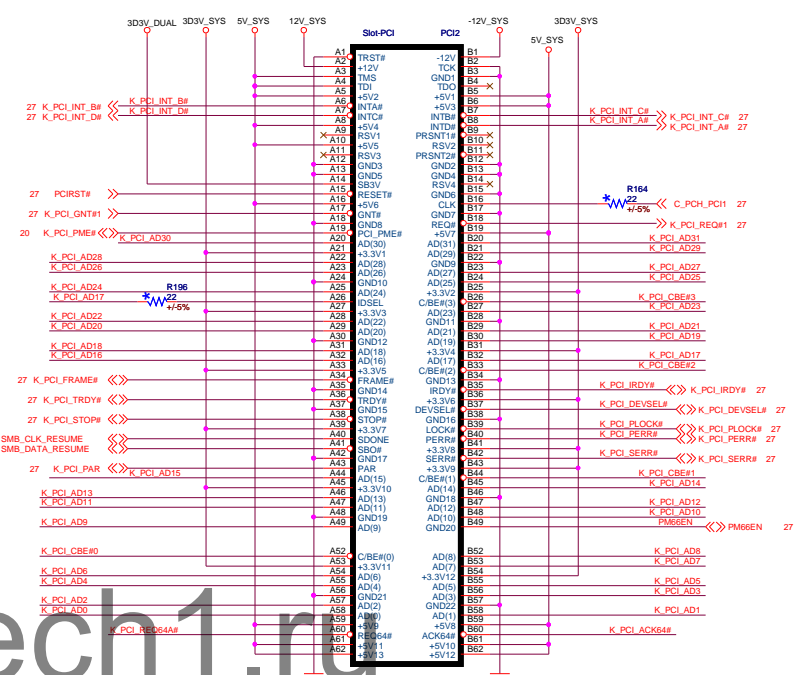 3D3V_DUAL 3D3V_SYS 5V_SYS 12V_SYS Slot-PCI PCI2 -12V_SYS 3D3V_SYS
5V_SYS
A1 TRST# -12V B1
A2 +12V TCK B2
A3 TMS GND1 B3
A4 TDI TDO B4
A5 +5V2 +5V1 B5
27 K_PCI_INT_B# K_PCI_INT_B# A6 INTA# +5V3 B6
27 K_PCI_INT_D# K_PCI_INT_D# A7 INTC# INTB# B7 K_PCI_INT_C# K_PCI_INT_C# 27
A8 +5V4 INTD# B8 K_PCI_INT_A# K_PCI_INT_A# 27
A9 RSV1 PRSNT1# B9
A10 +5V5 RSV2 B10
A11 RSV3 PRSNT2# B11
A12 GND3 GND2 B12
A13 GND5 GND4 B13
A14 SB3V RSV4 B14
27 PCIRST# A15 RESET# GND6 B15
A16 +5V6 CLK B16 R164 22 +/-5% C_PCH_PCI1 27
27 K_PCI_GNT#1 A17 GNT# GND7 B17
A18 GND8 REQ# B18 K_PCI_REQ#1 27
20 K_PCI_PME# A19 PCI_PME# +5V7 B19
K_PCI_AD30 A20 AD(30) AD(31) B20 K_PCI_AD31
A21 +3.3V1 AD(29) B21 K_PCI_AD29
K_PCI_AD28 A22 AD(28) GND9 B22
K_PCI_AD26 A23 AD(26) AD(27) B23 K_PCI_AD27
A24 GND10 AD(25) B24 K_PCI_AD25
K_PCI_AD24 A25 AD(24) +3.3V2 B25
K_PCI_AD17 R196 22 +/-5% A26 IDSEL C/BE#(3) B26 K_PCI_CBE#3
A27 +3.3V3 AD(23) B27 K_PCI_AD23
K_PCI_AD22 A28 AD(22) GND11 B28
K_PCI_AD20 A29 AD(20) AD(21) B29 K_PCI_AD21
A30 GND12 AD(19) B30 K_PCI_AD19
K_PCI_AD18 A31 AD(18) +3.3V4 B31
K_PCI_AD16 A32 AD(16) AD(17) B32 K_PCI_AD17
A33 +3.3V5 C/BE#(2) B33 K_PCI_CBE#2
27 K_PCI_FRAME# A34 FRAME# GND13 B34
A35 GND14 IRDY# B35 K_PCI_IRDY# K_PCI_IRDY# 27
27 K_PCI_TRDY# A36 TRDY# +3.3V6 B36
A37 GND15 DEVSEL# B37 K_PCI_DEVSEL# K_PCI_DEVSEL# 27
27 K_PCI_STOP# A38 STOP# GND16 B38
A39 +3.3V7 LOCK# B39 K_PCI_PLOCK# K_PCI_PLOCK# 27
SMB_CLK_RESUME A40 SDONE PERR# B40 K_PCI_PERR# K_PCI_PERR# 27
SMB_DATA_RESUME A41 SBO# +3.3V8 B41
A42 GND17 SERR# B42 K_PCI_SERR# K_PCI_SERR# 27
27 K_PCI_PAR A43 PAR +3.3V9 B43
K_PCI_AD15 A44 AD(15) C/BE#(1) B44 K_PCI_CBE#1
A45 +3.3V10 AD(14) B45 K_PCI_AD14
K_PCI_AD13 A46 AD(13) GND18 B46
K_PCI_AD11 A47 AD(11) AD(12) B47 K_PCI_AD12
A48 GND19 AD(10) B48 K_PCI_AD10
K_PCI_AD9 A49 AD(9) GND20 B49 PM66EN PM66EN 27
K_PCI_CBE#0 A52 C/BE#(0) AD(8) B52 K_PCI_AD8
A53 +3.3V11 AD(7) B53 K_PCI_AD7
K_PCI_AD6 A54 AD(6) +3.3V12 B54
K_PCI_AD4 A55 AD(4) AD(5) B55 K_PCI_AD5
A56 GND21 AD(3) B56 K_PCI_AD3
K_PCI_AD2 A57 AD(2) GND22 B57
K_PCI_AD0 A58 AD(0) AD(1) B58 K_PCI_AD1
A59 +5V9 +5V8 B59
K_PCI_REQ64A# A60 REQ64# ACK64# B60 K_PCI_ACK64#
A61 +5V11 +5V10 B61
A62 +5V13 +5V12 B62
ech1.ru